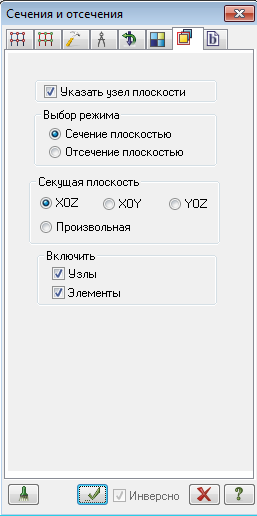 Сечения и отсечения
b
Указать узел плоскости
Выбор режима
Сечение плоскостью
Отсечение плоскостью
Секущая плоскость
XOZ XOY YOZ
Произвольная
Включить
Узлы
Элементы
Инверсно ?